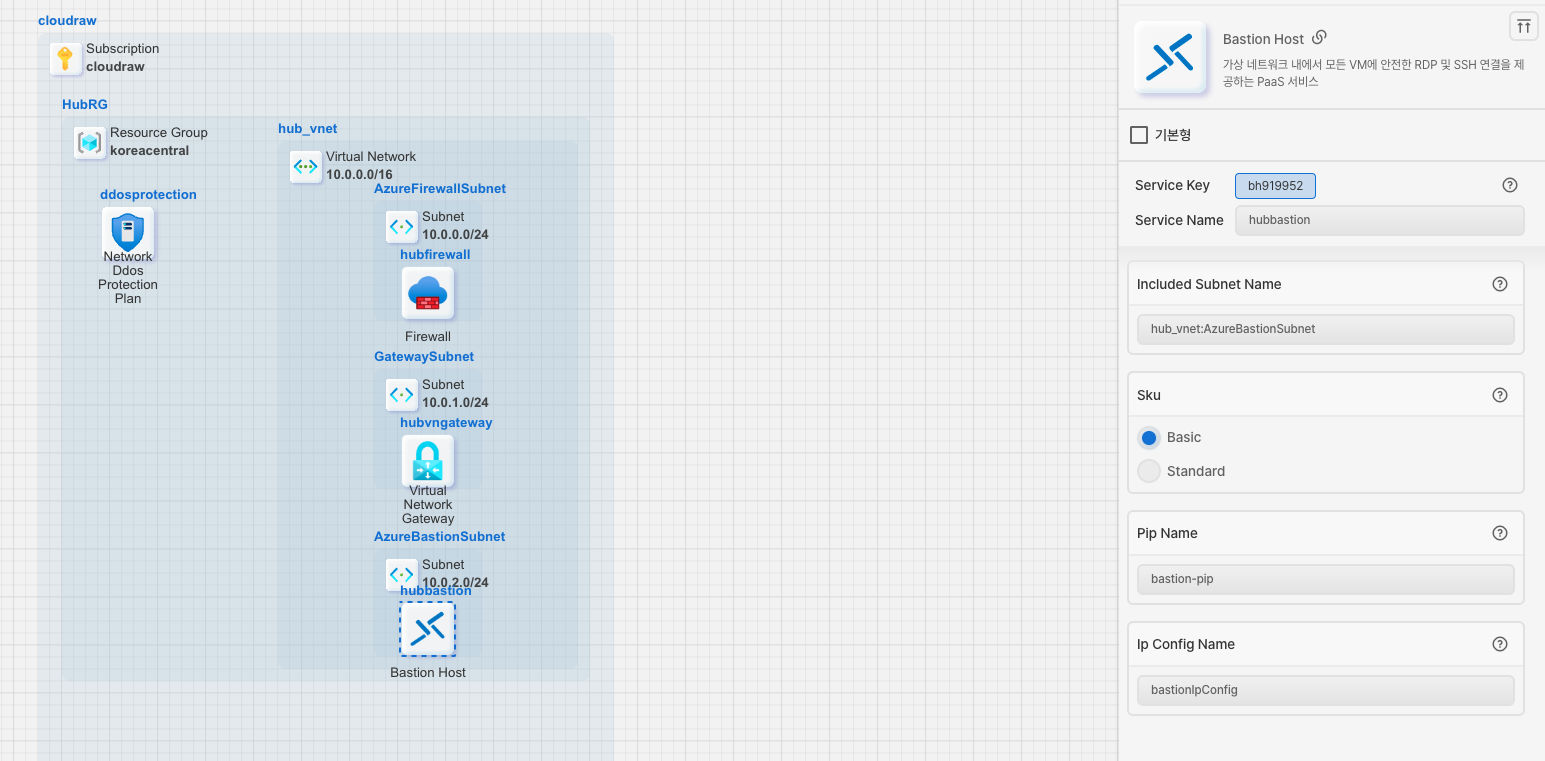 cloudraw
Subscription
cloudraw
HubRG
Resource Group
koreacentral
ddosprotection
Network
Ddos
Protection
Plan
hub_vnet
Virtual Network
10.0.0.0/16
AzureFirewallSubnet
Subnet
10.0.0.0/24
hubfirewall
Firewall
GatewaySubnet
Subnet
10.0.1.0/24
hubvngateway
Virtual
Network
Gateway
AzureBastionSubnet
Subnet
10.0.2.0/24
hubbastion
Bastion Host
Bastion Host
가상 네트워크 내에서 모든 VM에 안전한 RDP 및 SSH 연결을 제
공하는 PaaS 서비스
기본형
Service Key bh919952
Service Name hubbastion
Included Subnet Name
hub_vnet:AzureBastionSubnet
Sku
Basic
Standard
Pip Name
bastion-pip
Ip Config Name
bastionIpConfig